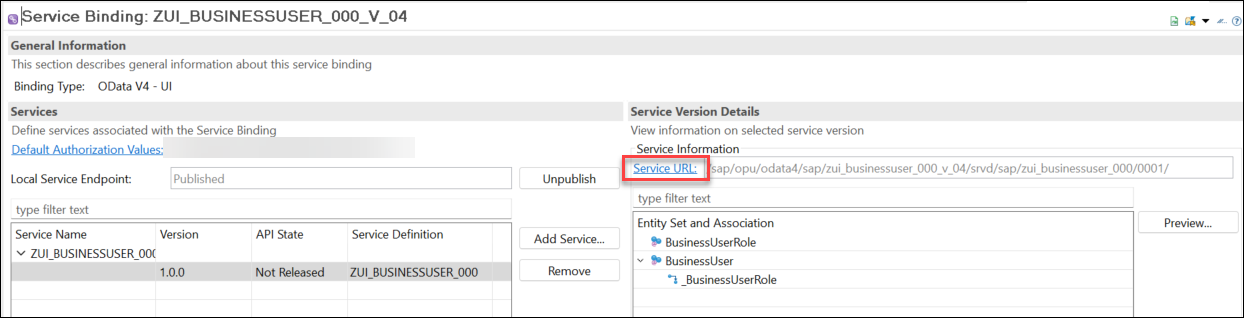 Service Binding: ZUI_BUSINESSUSER_000_V_04
General Information
This section describes general information about this service binding
Binding Type: OData V4 - UI
Services
Define services associated with the Service Binding
Default Authorization Values:
Local Service Endpoint: Published Unpublish
type filter text
Service Name Version API State Service Definition
ZUI_BUSINESSUSER_000
1.0.0 Not Released ZUI_BUSINESSUSER_000
Add Service...
Remove
Service Version Details
View information on selected service version
Service Information
Service URL: /sap/opu/odata4/sap/zui_businessuser_000_v_04/srvd/sap/zui_businessuser_000/0001/
type filter text
Entity Set and Association
BusinessUserRole
BusinessUser
_BusinessUserRole
Preview...